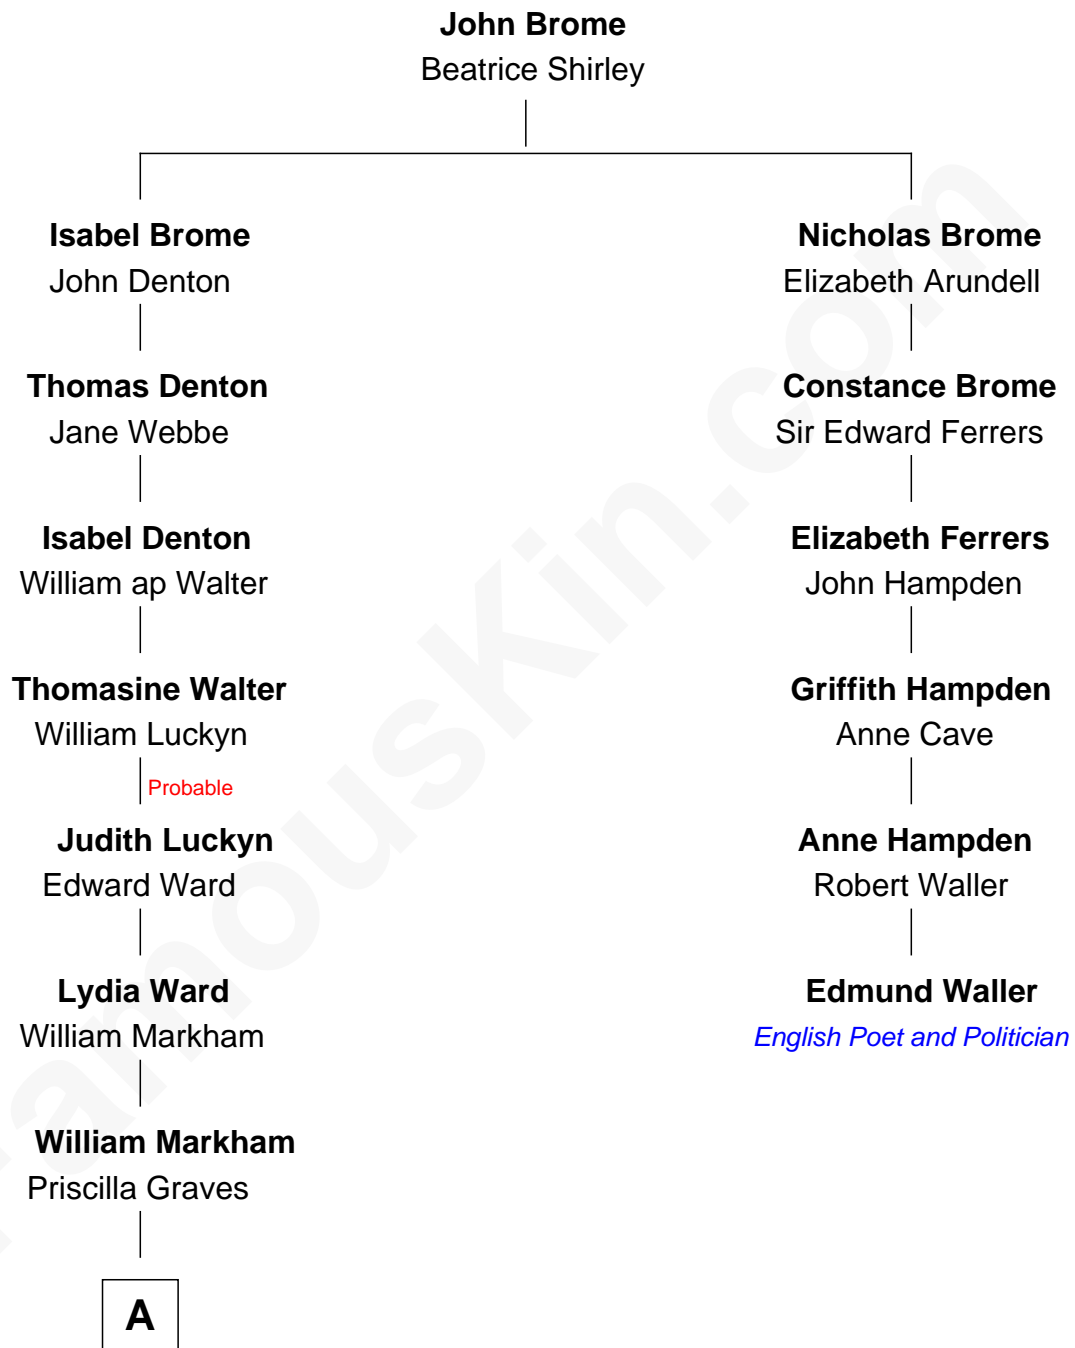 John Brome
Beatrice Shirley
Isabel Brome
John Denton
Nicholas Brome
Elizabeth Arundell
Thomas Denton
Jane Webbe
Constance Brome
Sir Edward Ferrers
Isabel Denton
William ap Walter
Elizabeth Ferrers
John Hampden
Thomasine Walter
William Luckyn
Griffith Hampden
Anne Cave
Probable
Judith Luckyn
Edward Ward
Anne Hampden
Robert Waller
Lydia Ward
William Markham
Edmund Waller
English Poet and Politician
William Markham
Priscilla Graves
A
FamousKin.com